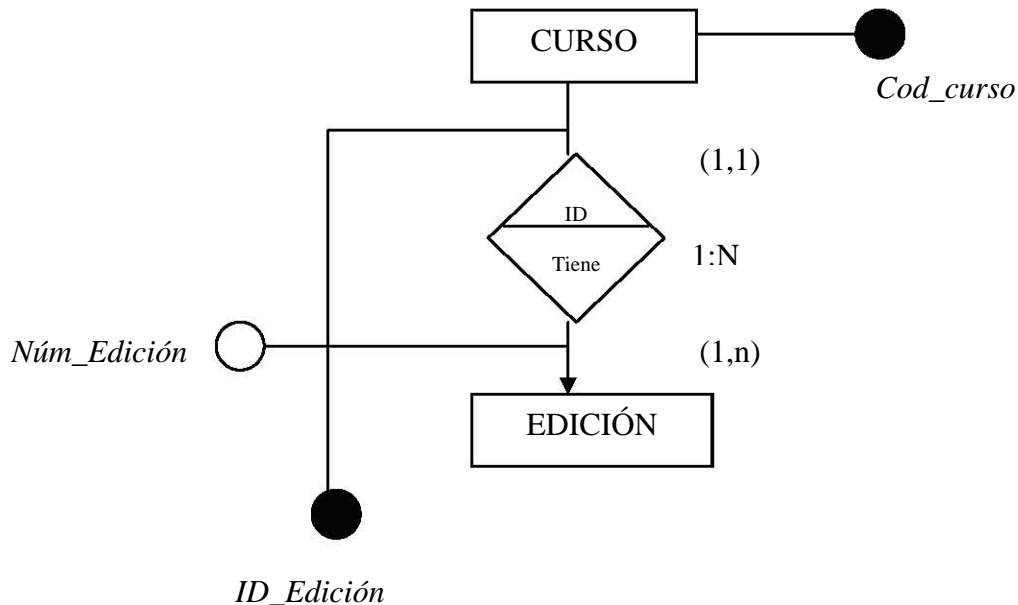 CURSO
Cod_curso
(1,1)
ID
Tiene
1:N
Núm_Edición
(1,n)
EDICIÓN
ID_Edición